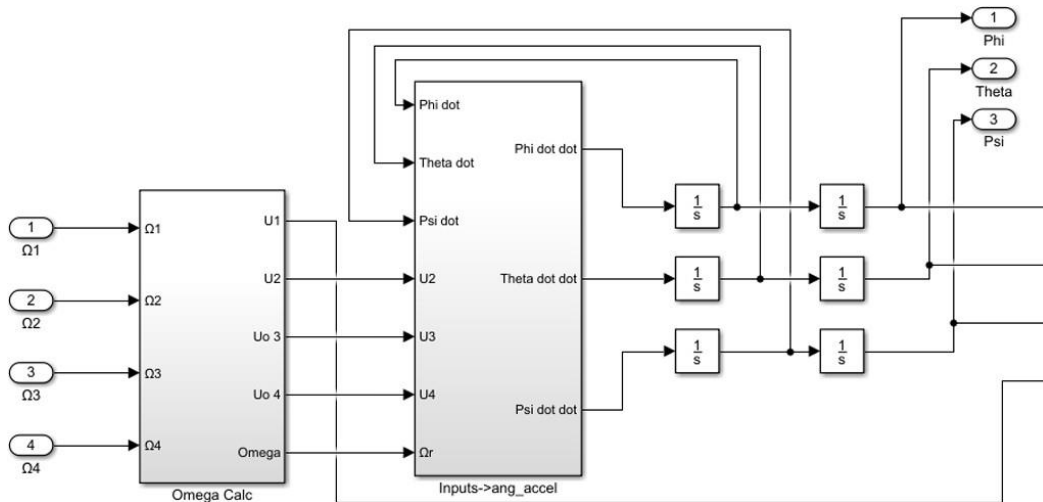 1
Phi
2
Theta
3
Psi
Phi dot
Theta dot
Psi dot
U2
U3
U4
Ωr
Phi dot dot
Theta dot dot
Psi dot dot
Inputs->ang_accel
1
s
1
s
1
s
1
s
1
s
1
s
1
Ω1
2
Ω2
3
Ω3
4
Ω4
Ω1
Ω2
Ω3
Ω4
U1
U2
Uo 3
Uo 4
Omega
Omega Calc